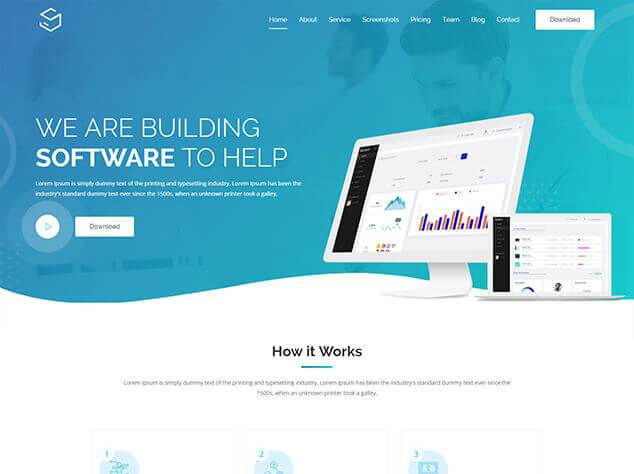 Home About Service Screenshots Pricing Team Blog Contact Download
WE ARE BUILDING
SOFTWARE TO HELP
Lorem Ipsum is simply dummy text of the printing and typesetting industry. Lorem Ipsum has been the
industry's standard dummy text ever since the 1500s, when an unknown printer took a galley.
Download
How it Works
Lorem Ipsum is simply dummy text of the printing and typesetting industry. Lorem Ipsum has been the industry's standard dummy text ever since the
1500s, when an unknown printer took a galley.
1 2 3